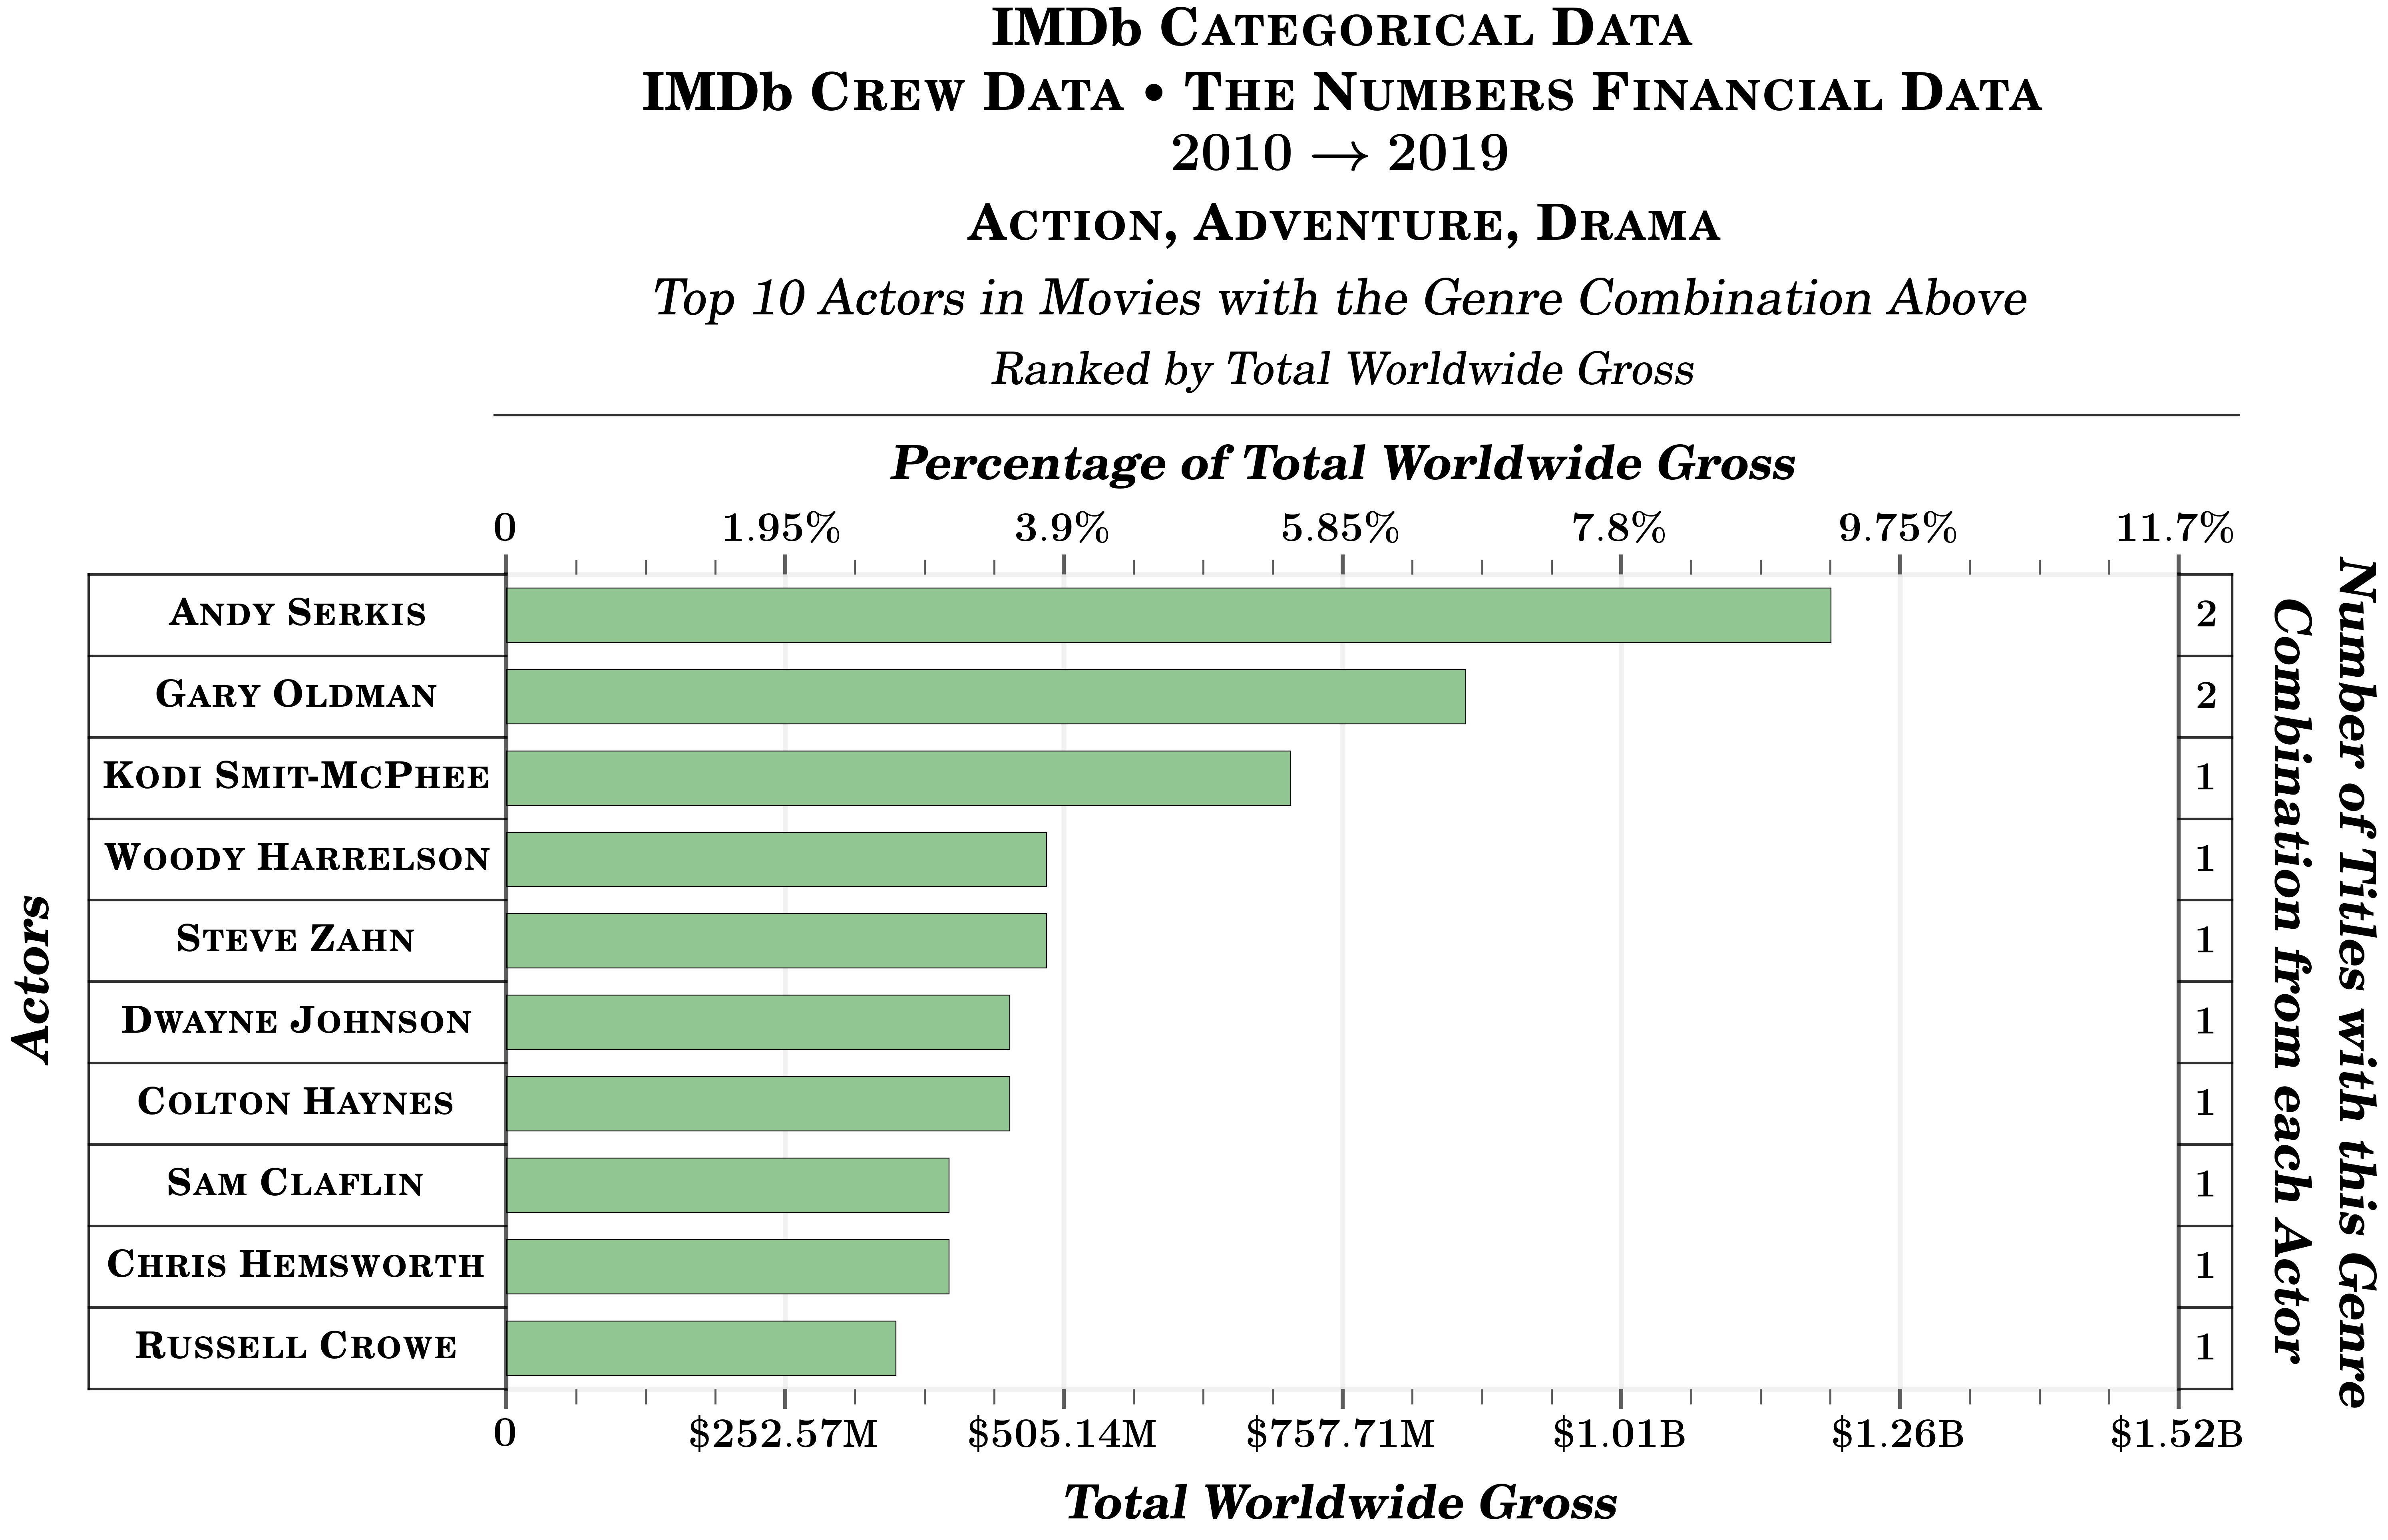 IMDb Categorical Data
IMDb Crew Data • The Numbers Financial Data
2010 → 2019
Action, Adventure, Drama
Top 10 Actors in Movies with the Genre Combination Above
Ranked by Total Worldwide Gross
Percentage of Total Worldwide Gross
0 1.95% 3.9% 5.85% 7.8% 9.75% 11.7%
Actors
Andy Serkis 2
Gary Oldman 2
Kodi Smit-McPhee 1
Woody Harrelson 1
Steve Zahn 1
Dwayne Johnson 1
Colton Haynes 1
Sam Claflin 1
Chris Hemsworth 1
Russell Crowe 1
Number of Titles with this Genre
Combination from each Actor
0 $252.57M $505.14M $757.71M $1.01B $1.26B $1.52B
Total Worldwide Gross